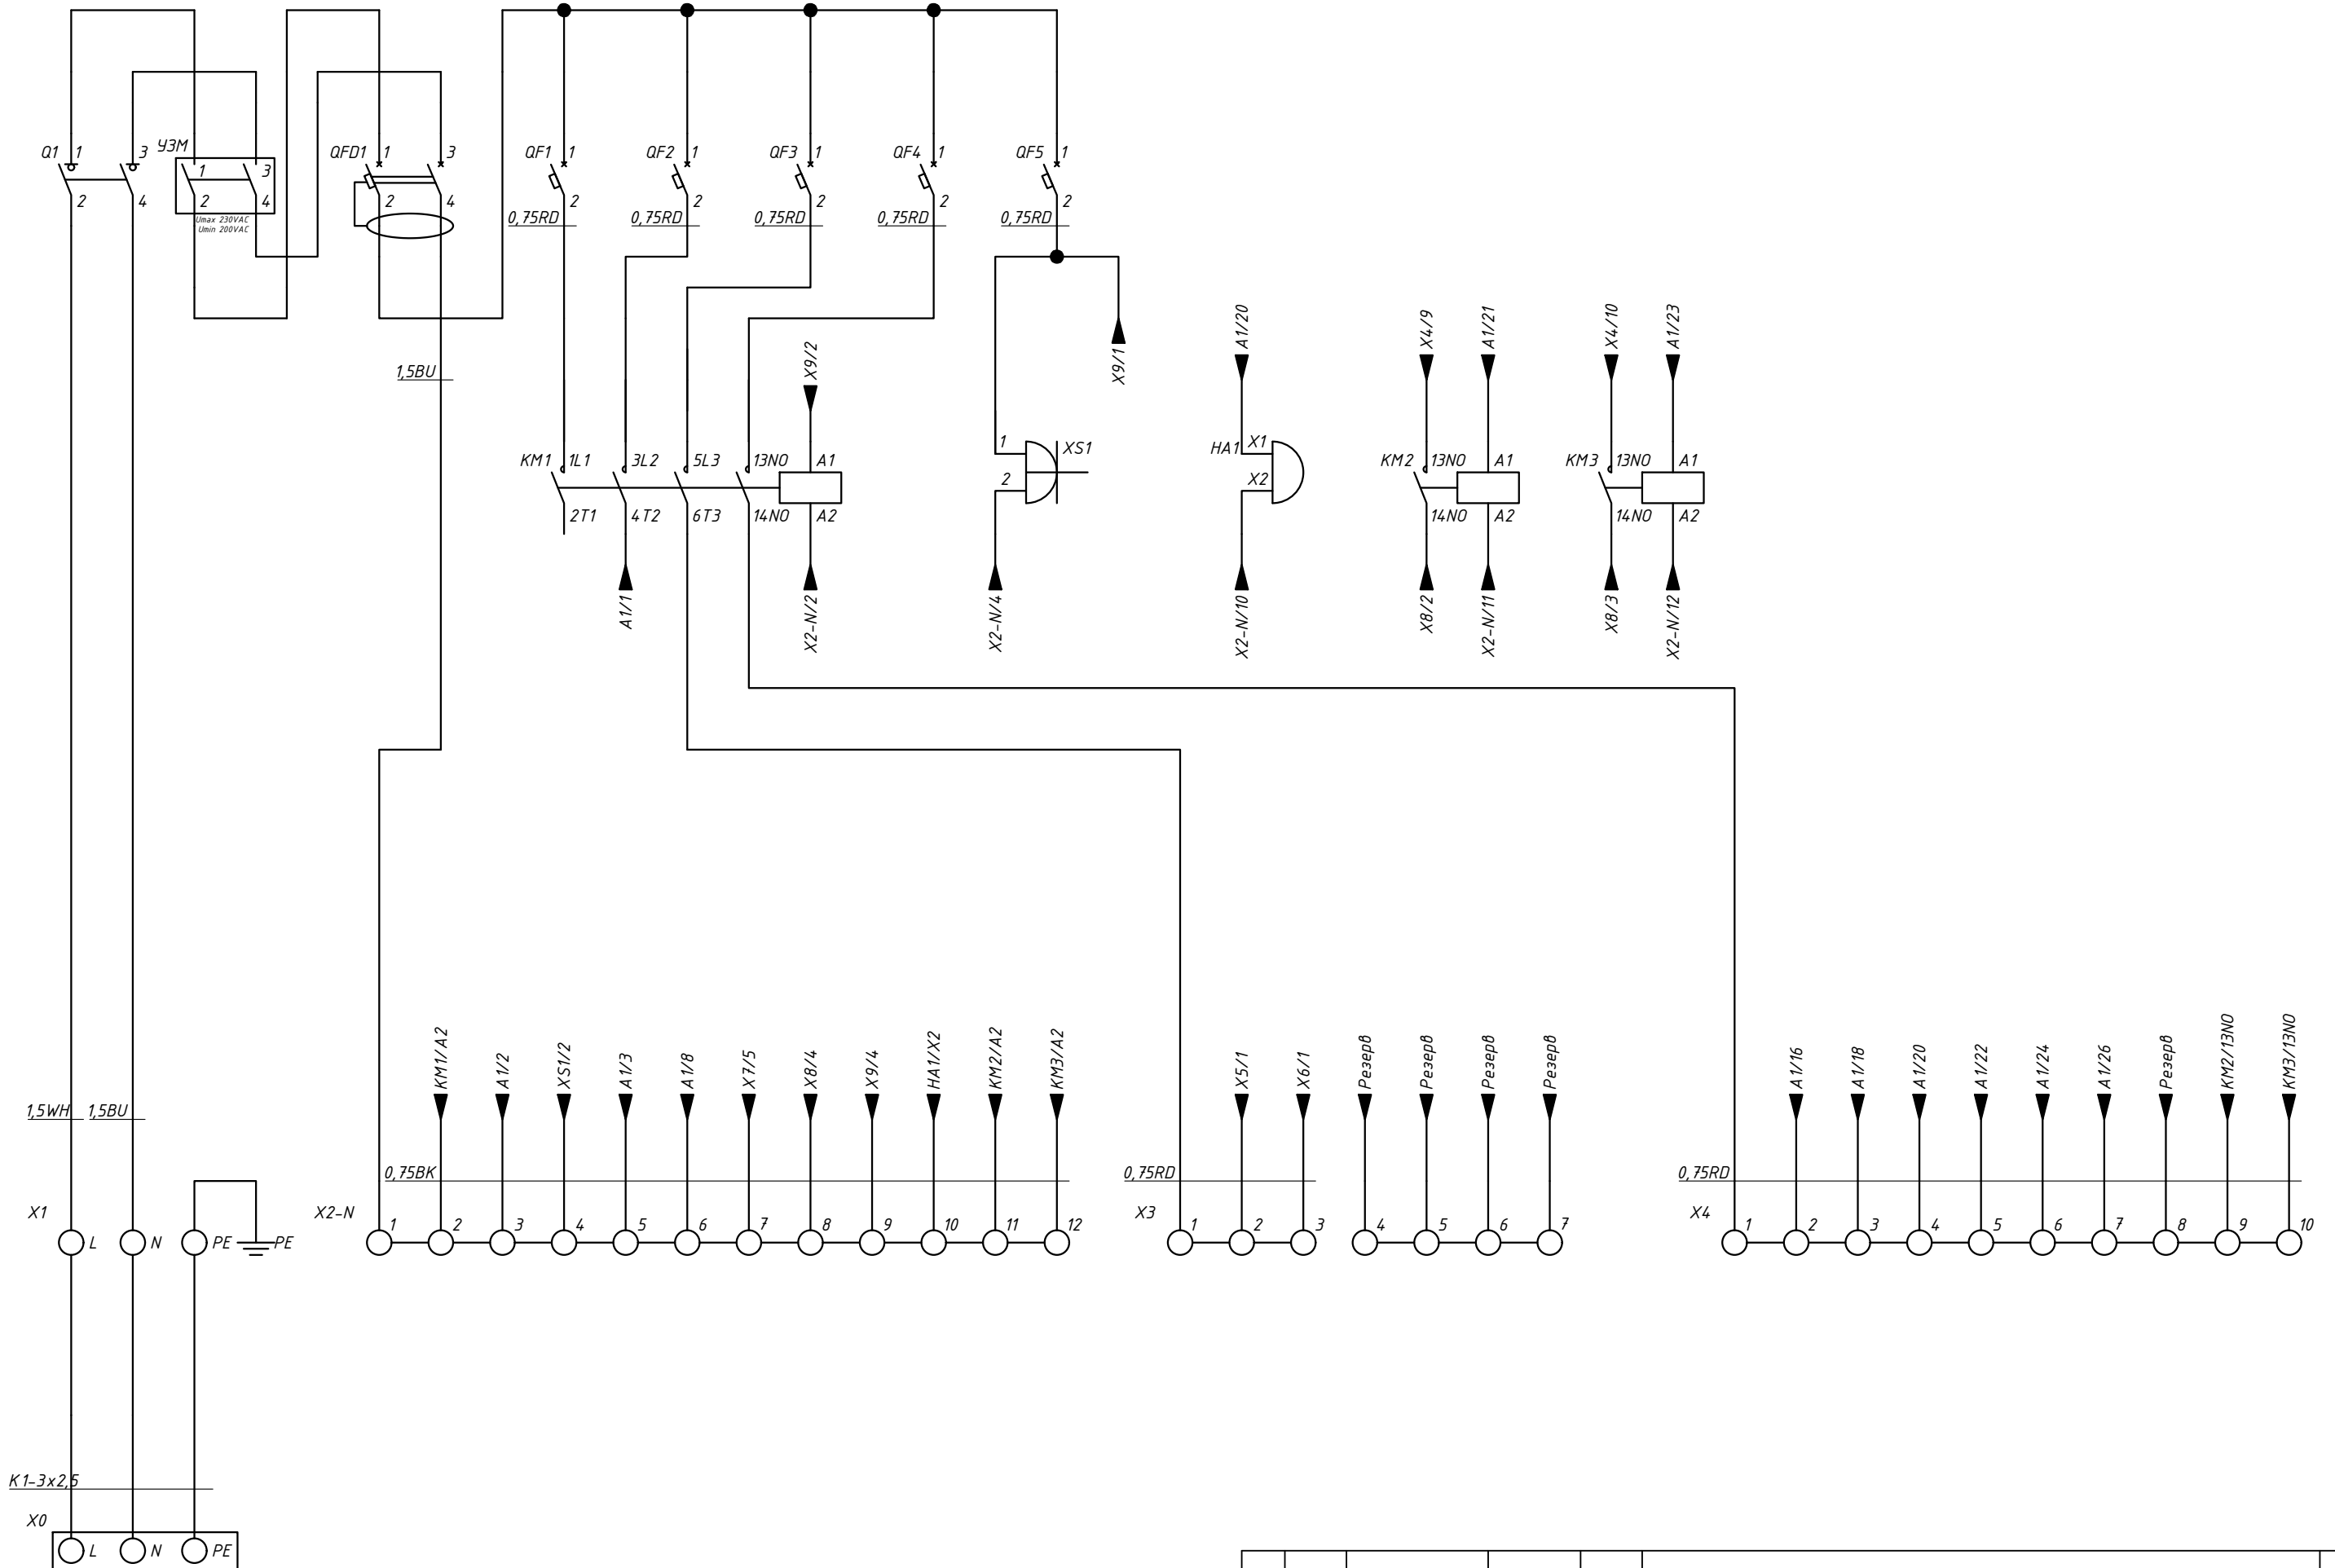 Q1 1 3 УЗМ QFD1 1 3 QF1 1 QF2 1 QF3 1 QF4 1 QF5 1
1 3
2 4 2 4 2 4 2 2 2 2 2
Umax 230VAC
Umin 200VAC
0,75RD 0,75RD 0,75RD 0,75RD 0,75RD
1,5BU
X9/2
X9/1
A1/20
X4/9
A1/21
X4/10
A1/23
KM1 1L1 3L2 5L3 13NO A1
2T1 4T2 6T3 14NO A2
1 XS1
2
HA1 X1
X2
KM2 13NO A1
14NO A2
KM3 13NO A1
14NO A2
A1/1
X2-N/2
X2-N/4
X2-N/10
X8/2
X2-N/11
X8/3
X2-N/12
KM1/A2
A1/2
XS1/2
A1/3
A1/8
X7/5
X8/4
X9/4
HA1/X2
KM2/A2
KM3/A2
X5/1
X6/1
Резерв
Резерв
Резерв
Резерв
A1/16
A1/18
A1/20
A1/22
A1/24
A1/26
Резерв
KM2/13NO
KM3/13NO
1,5WH 1,5BU
0,75BK 0,75RD 0,75RD
X1 L N PE PE
X2-N 1 2 3 4 5 6 7 8 9 10 11 12
X3 1 2 3 4 5 6 7
X4 1 2 3 4 5 6 7 8 9 10
K1-3x2,5
X0
L N PE